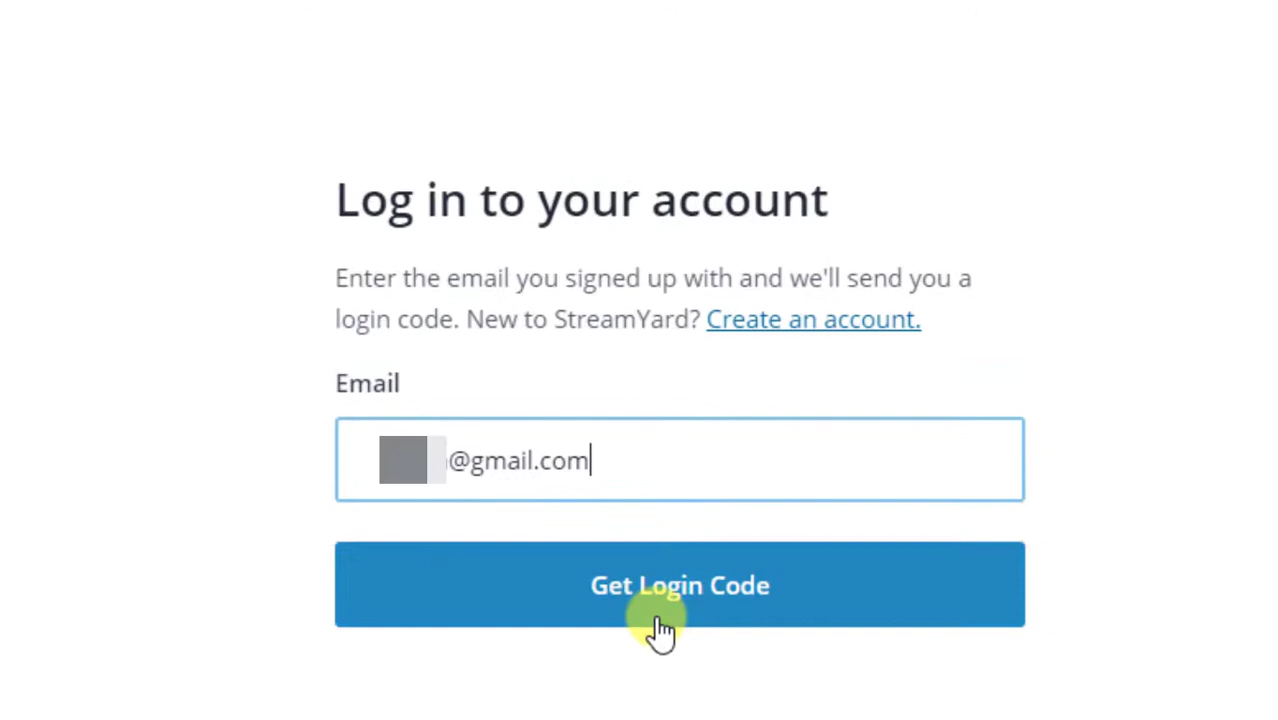 Log in to your account
Enter the email you signed up with and we'll send you a
login code. New to StreamYard? Create an account.
Email
@gmail.com
Get Login Code